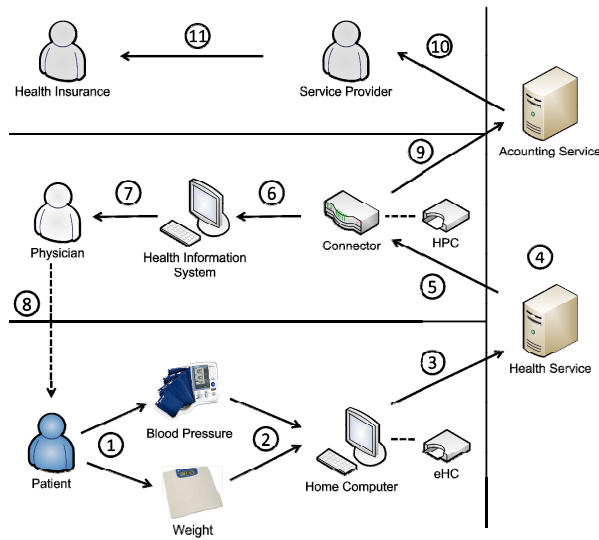 11
10
Health Insurance
Service Provider
Acounting Service
9
7
6
Physician
Health Information
System
Connector
HPC
4
5
8
3
Health Service
Blood Pressure
1
2
Patient
Home Computer
eHC
Weight